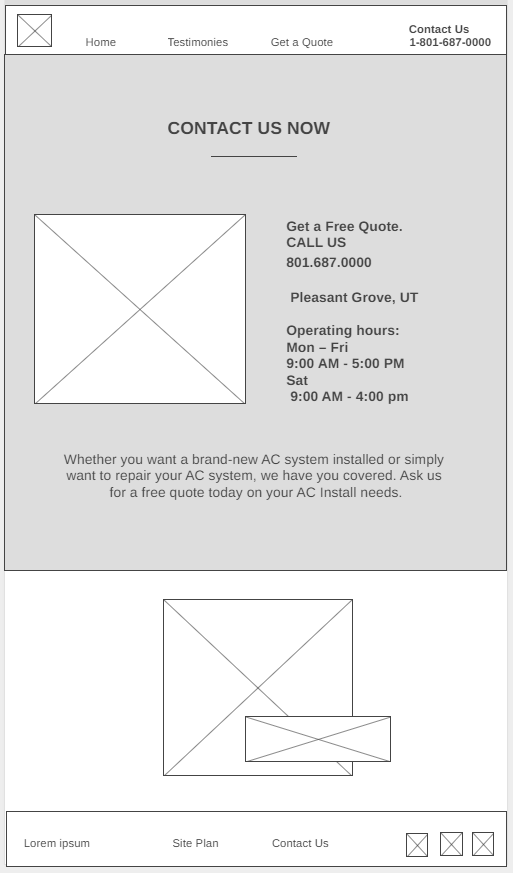 Home Testimonies Get a Quote Contact Us
1-801-687-0000
CONTACT US NOW
Get a Free Quote.
CALL US
801.687.0000
Pleasant Grove, UT
Operating hours:
Mon – Fri
9:00 AM - 5:00 PM
Sat
9:00 AM - 4:00 pm
Whether you want a brand-new AC system installed or simply
want to repair your AC system, we have you covered. Ask us
for a free quote today on your AC Install needs.
Lorem ipsum Site Plan Contact Us